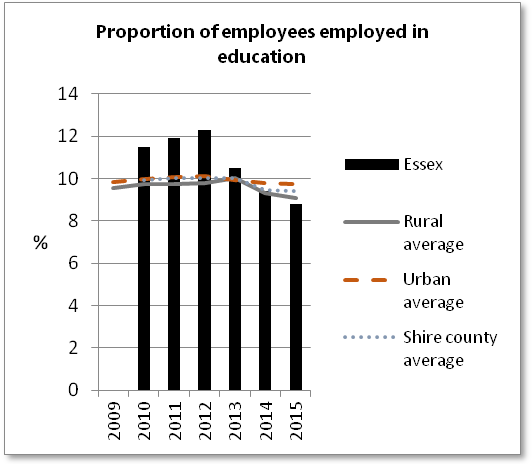 Proportion of employees employed in
education
14
12
10
8
6
4
2
0
%
2009
2010
2011
2012
2013
2014
2015
Essex
Rural
average
Urban
average
Shire county
average